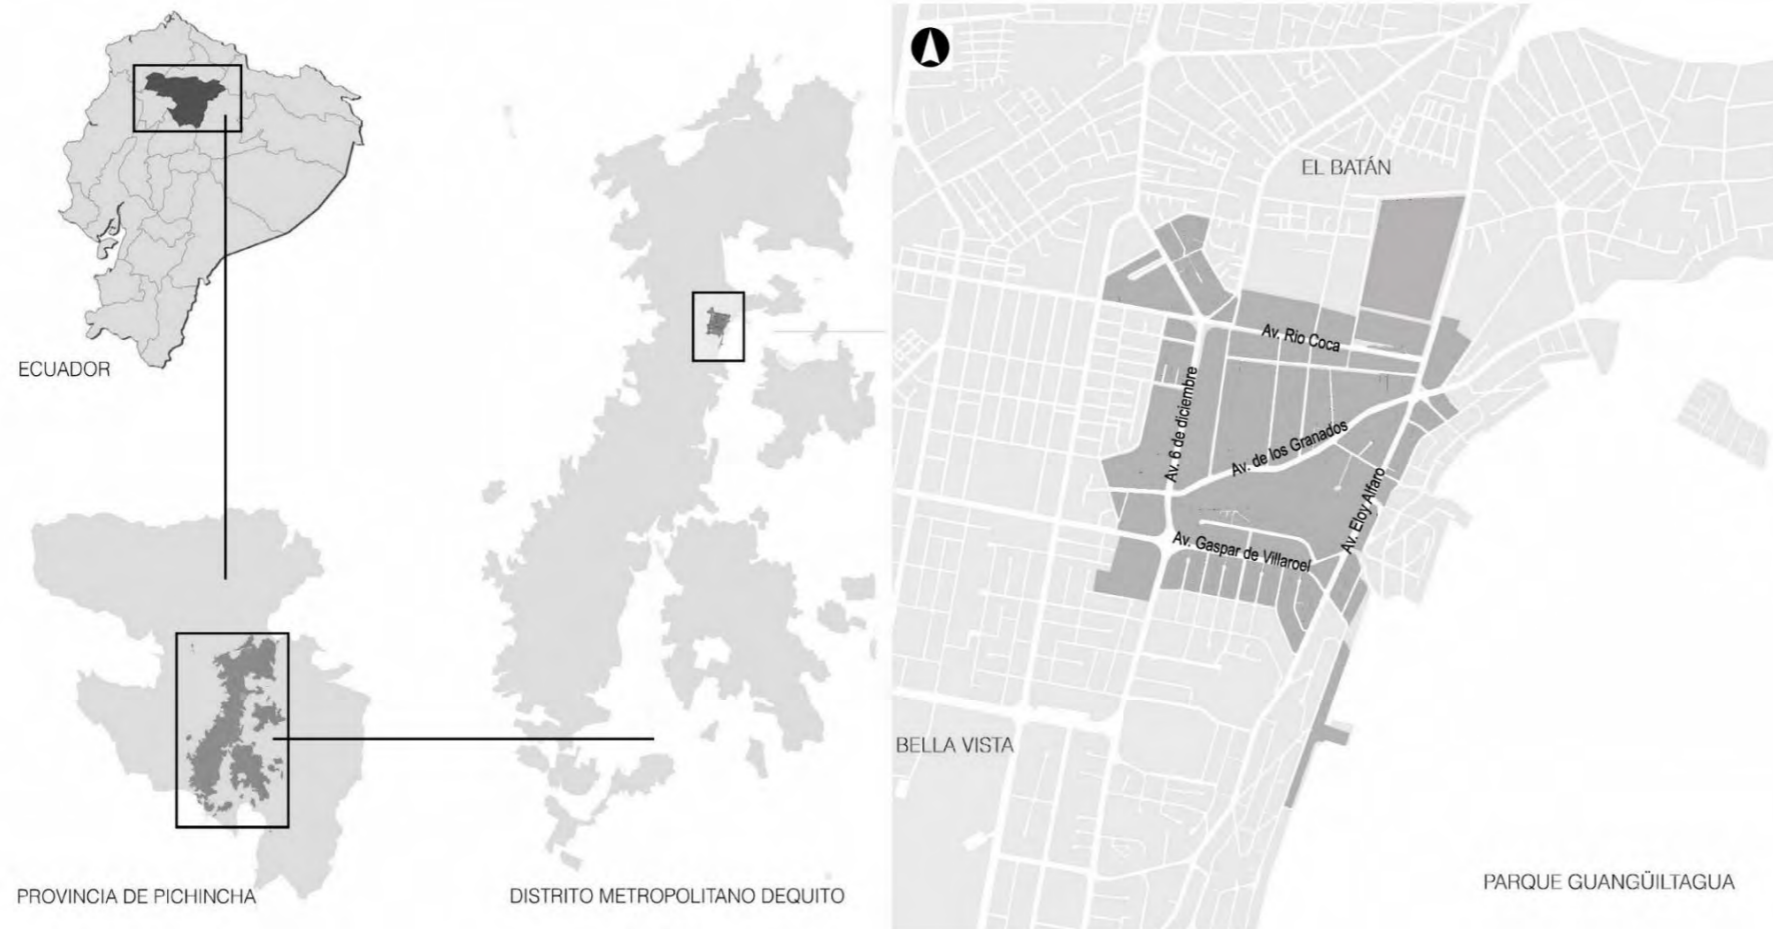 ECUADOR
PROVINCIA DE PICHINCHA
DISTRITO METROPOLITANO DEQUITO
EL BATÁN
Av. Rio Coca
Av. 6 de diciembre
Av. de los Granados
Av. Eloy Alfaro
Av. Gaspar de Villaroel
BELLA VISTA
PARQUE GUANGÜILTAGUA